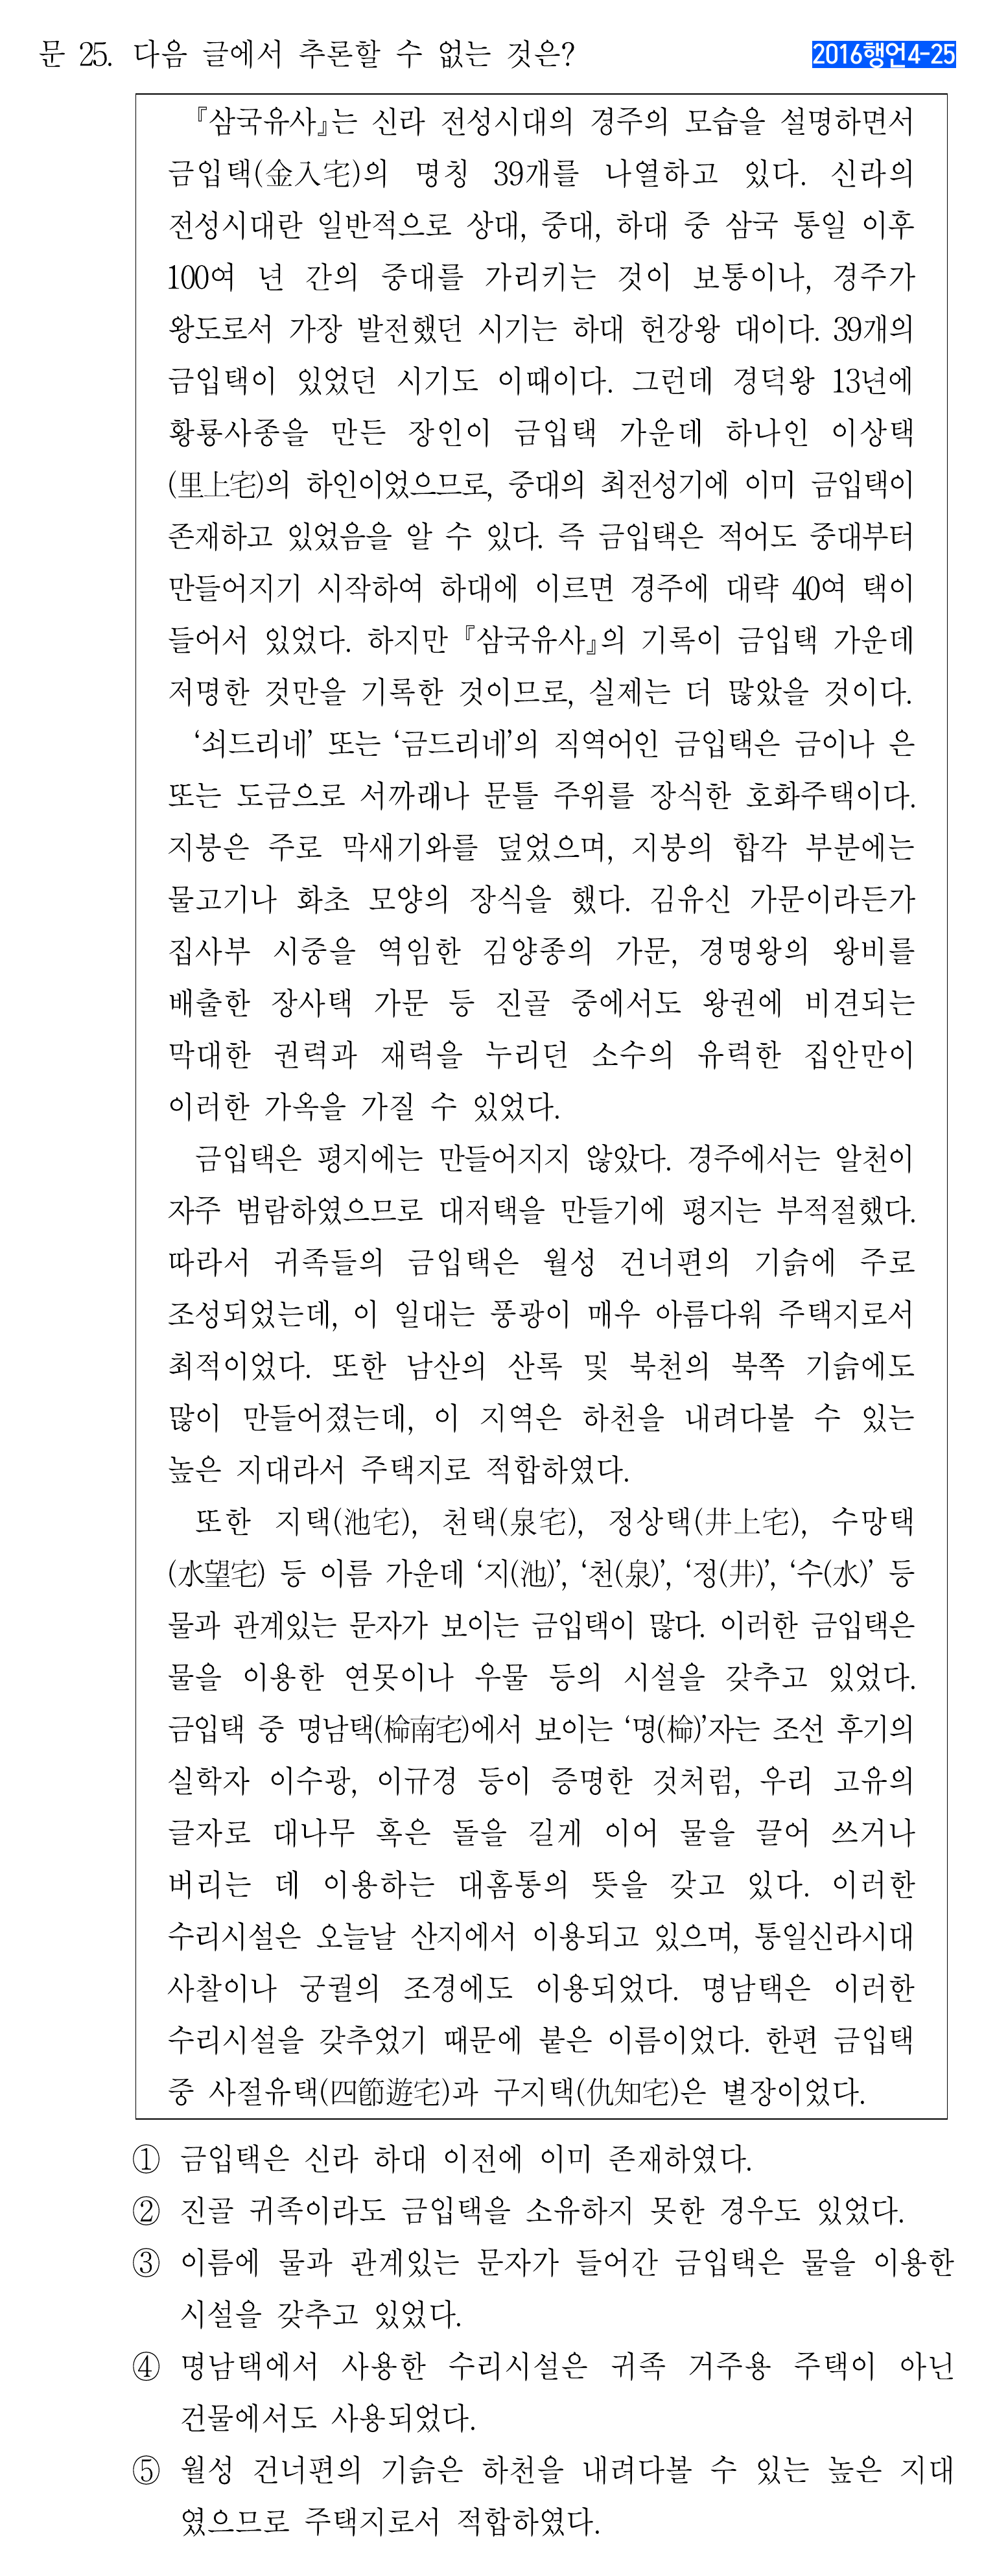 문 25. 다음 글에서 추론할 수 없는 것은?
2016행언4-25
『삼국유사』는 신라 전성시대의 경주의 모습을 설명하면서
금입택(金入宅)의 명칭 39개를 나열하고 있다. 신라의
전성시대란 일반적으로 상대, 중대, 하대 중 삼국 통일 이후
100여 년 간의 중대를 가리키는 것이 보통이나, 경주가
왕도로서 가장 발전했던 시기는 하대 헌강왕 대이다. 39개의
금입택이 있었던 시기도 이때이다. 그런데 경덕왕 13년에
황룡사종을 만든 장인이 금입택 가운데 하나인 이상택
(里上宅)의 하인이었으므로, 중대의 최전성기에 이미 금입택이
존재하고 있었음을 알 수 있다. 즉 금입택은 적어도 중대부터
만들어지기 시작하여 하대에 이르면 경주에 대략 40여 택이
들어서 있었다. 하지만 『삼국유사』의 기록이 금입택 가운데
저명한 것만을 기록한 것이므로, 실제는 더 많았을 것이다.
‘쇠드리네’ 또는 ‘금드리네’의 직역어인 금입택은 금이나 은
또는 도금으로 서까래나 문틀 주위를 장식한 호화주택이다.
지붕은 주로 막새기와를 덮었으며, 지붕의 합각 부분에는
물고기나 화초 모양의 장식을 했다. 김유신 가문이라든가
집사부 시중을 역임한 김양종의 가문, 경명왕의 왕비를
배출한 장사택 가문 등 진골 중에서도 왕권에 비견되는
막대한 권력과 재력을 누리던 소수의 유력한 집안만이
이러한 가옥을 가질 수 있었다.
금입택은 평지에는 만들어지지 않았다. 경주에서는 알천이
자주 범람하였으므로 대저택을 만들기에 평지는 부적절했다.
따라서 귀족들의 금입택은 월성 건너편의 기슭에 주로
조성되었는데, 이 일대는 풍광이 매우 아름다워 주택지로서
최적이었다. 또한 남산의 산록 및 북천의 북쪽 기슭에도
많이 만들어졌는데, 이 지역은 하천을 내려다볼 수 있는
높은 지대라서 주택지로 적합하였다.
또한 지택(池宅), 천택(泉宅), 정상택(井上宅), 수망택
(水望宅) 등 이름 가운데 ‘지(池)’, ‘천(泉)’, ‘정(井)’, ‘수(水)’ 등
물과 관계있는 문자가 보이는 금입택이 많다. 이러한 금입택은
물을 이용한 연못이나 우물 등의 시설을 갖추고 있었다.
금입택 중 명남택(椧南宅)에서 보이는 ‘명(椧)’자는 조선 후기의
실학자 이수광, 이규경 등이 증명한 것처럼, 우리 고유의
글자로 대나무 혹은 돌을 길게 이어 물을 끌어 쓰거나
버리는 데 이용하는 대홈통의 뜻을 갖고 있다. 이러한
수리시설은 오늘날 산지에서 이용되고 있으며, 통일신라시대
사찰이나 궁궐의 조경에도 이용되었다. 명남택은 이러한
수리시설을 갖추었기 때문에 붙은 이름이었다. 한편 금입택
중 사절유택(四節遊宅)과 구지택(仇知宅)은 별장이었다.
① 금입택은 신라 하대 이전에 이미 존재하였다.
② 진골 귀족이라도 금입택을 소유하지 못한 경우도 있었다.
③ 이름에 물과 관계있는 문자가 들어간 금입택은 물을 이용한
시설을 갖추고 있었다.
④ 명남택에서 사용한 수리시설은 귀족 거주용 주택이 아닌
건물에서도 사용되었다.
⑤ 월성 건너편의 기슭은 하천을 내려다볼 수 있는 높은 지대
였으므로 주택지로서 적합하였다.